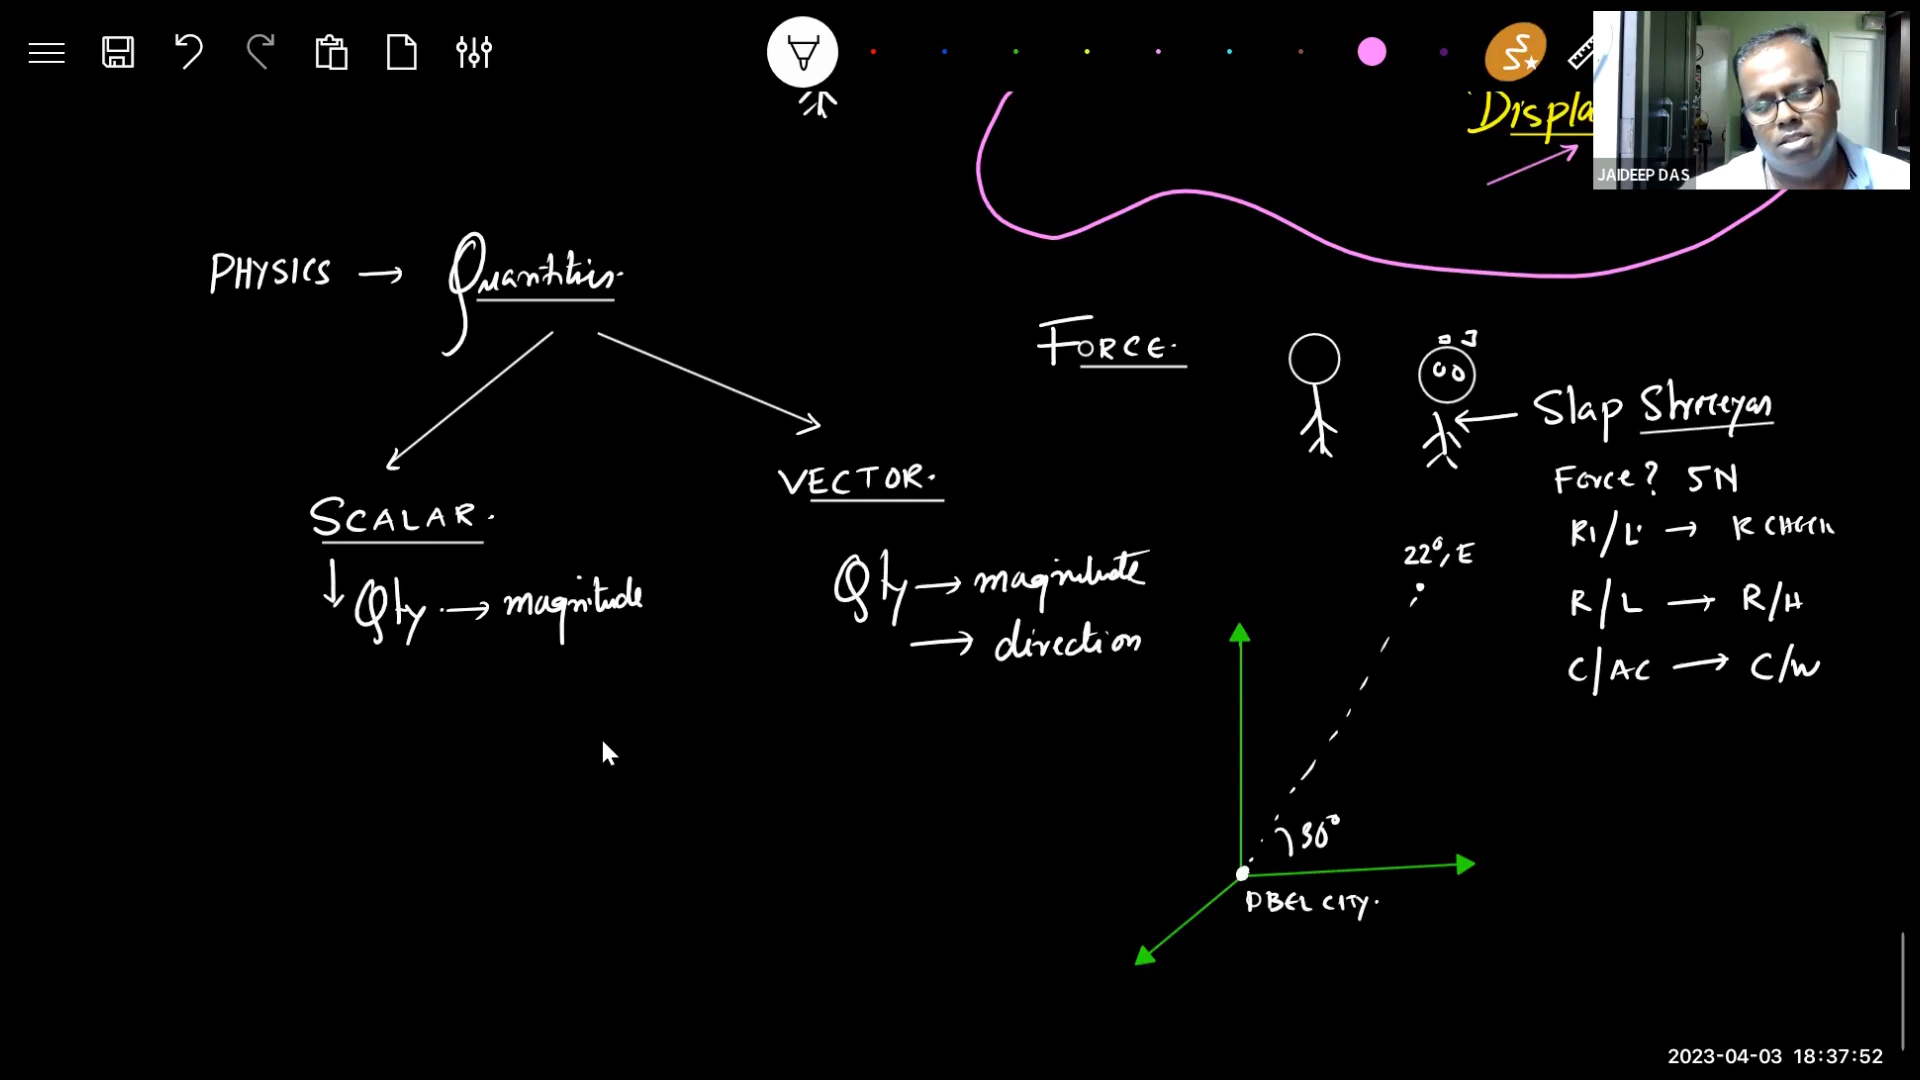 Displa
JAIDEEP DAS
PHYSICS → Quantities.
FORCE.
Slap Shreeyan
Force? 5N
SCALAR.
VECTOR.
Qty → magnitude
Qty → magnitude
→ direction
R/L → R CHEEK
R/L → R/H
C/AC → C/W
22°, E
30°
DBEL CITY.
2023-04-03 18:37:52